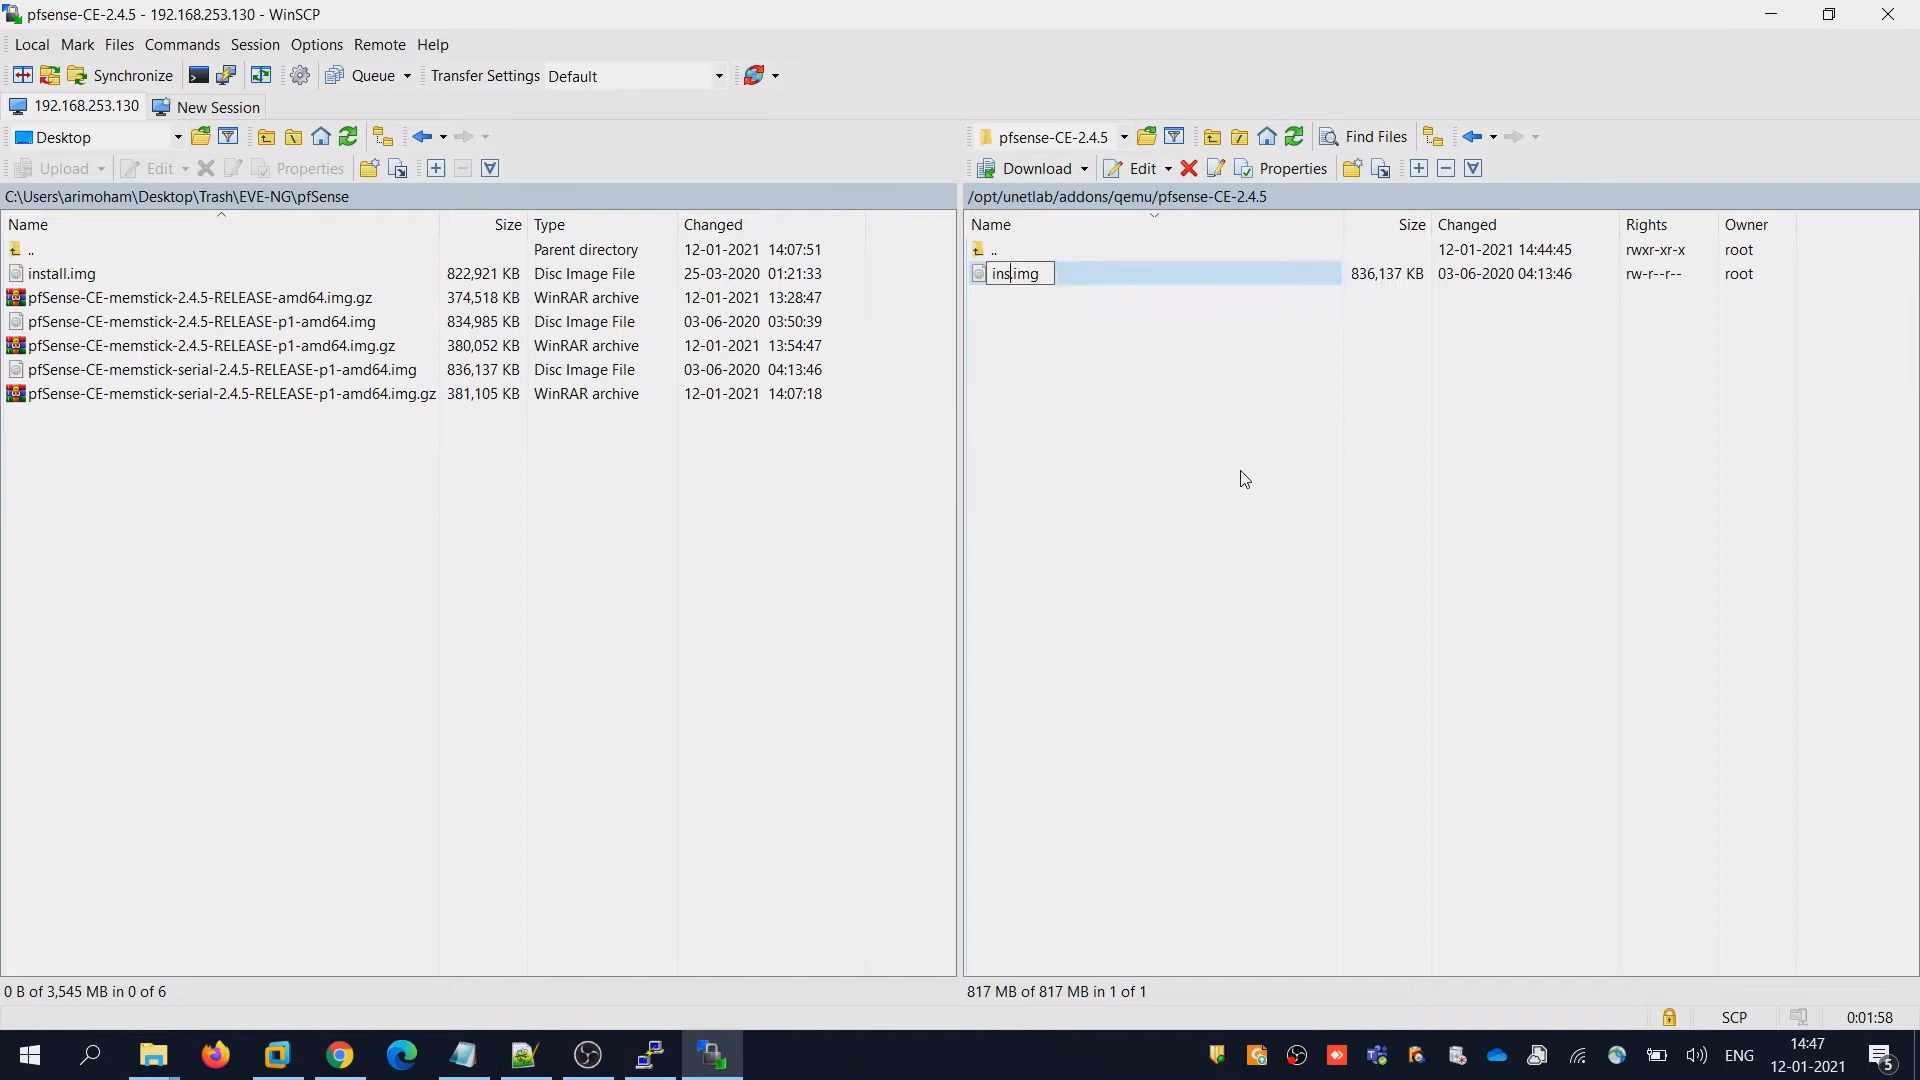 pfsense-CE-2.4.5 - 192.168.253.130 - WinSCP
Local Mark Files Commands Session Options Remote Help
Synchronize Queue Transfer Settings Default
192.168.253.130 New Session
Desktop
Upload Edit Properties
C:\Users\arimoham\Desktop\Trash\EVE-NG\pfSense
Name Size Type Changed
.. Parent directory 12-01-2021 14:07:51
install.img 822,921 KB Disc Image File 25-03-2020 01:21:33
pfSense-CE-memstick-2.4.5-RELEASE-amd64.img.gz 374,518 KB WinRAR archive 12-01-2021 13:28:47
pfSense-CE-memstick-2.4.5-RELEASE-p1-amd64.img 834,985 KB Disc Image File 03-06-2020 03:50:39
pfSense-CE-memstick-2.4.5-RELEASE-p1-amd64.img.gz 380,052 KB WinRAR archive 12-01-2021 13:54:47
pfSense-CE-memstick-serial-2.4.5-RELEASE-p1-amd64.img 836,137 KB Disc Image File 03-06-2020 04:13:46
pfSense-CE-memstick-serial-2.4.5-RELEASE-p1-amd64.img.gz 381,105 KB WinRAR archive 12-01-2021 14:07:18
0 B of 3,545 MB in 0 of 6
pfsense-CE-2.4.5 Find Files
Download Edit Properties
/opt/unetlab/addons/qemu/pfsense-CE-2.4.5
Name Size Changed Rights Owner
.. 12-01-2021 14:44:45 rwxr-xr-x root
ins.img 836,137 KB 03-06-2020 04:13:46 rw-r--r-- root
817 MB of 817 MB in 1 of 1
SCP 0:01:58
ENG
14:47
12-01-2021
5